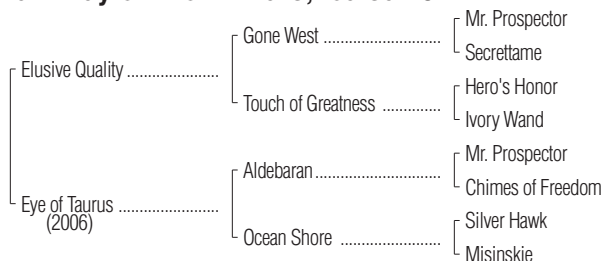 Mr. Prospector
Gone West ....................
Secrettame
Elusive Quality .....................
Hero's Honor
Touch of Greatness ..............
Ivory Wand
Mr. Prospector
Aldebaran..............................
Chimes of Freedom
Eye of Taurus .......................
(2006)
Silver Hawk
Ocean Shore .......................
Misinskie